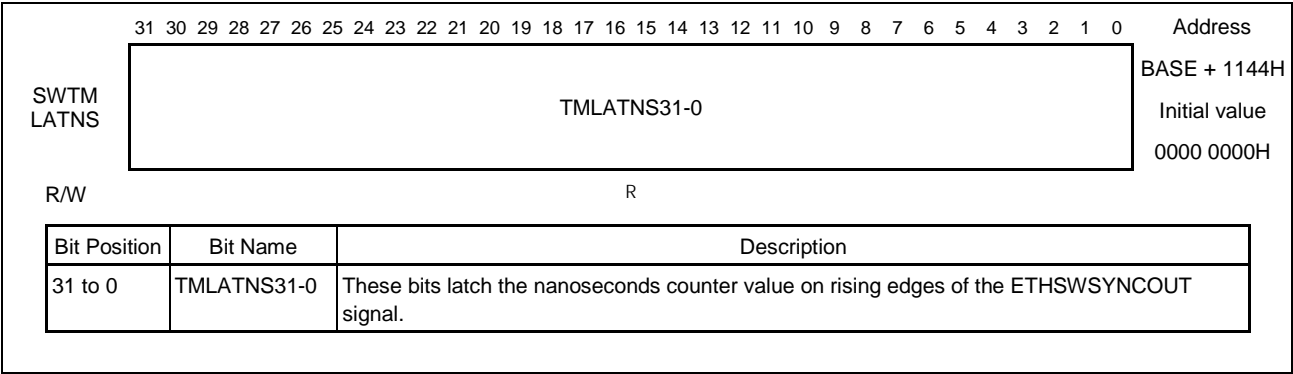 31 30 29 28 27 26 25 24 23 22 21 20 19 18 17 16 15 14 13 12 11 10 9 8 7 6 5 4 3 2 1 0 Address
BASE + 1144H
SWTM
LATNS
TMLATNS31-0
Initial value
0000 0000H
R/W R
Bit Position Bit Name Description
31 to 0 TMLATNS31-0 These bits latch the nanoseconds counter value on rising edges of the ETHSWSYNCOUT
signal.